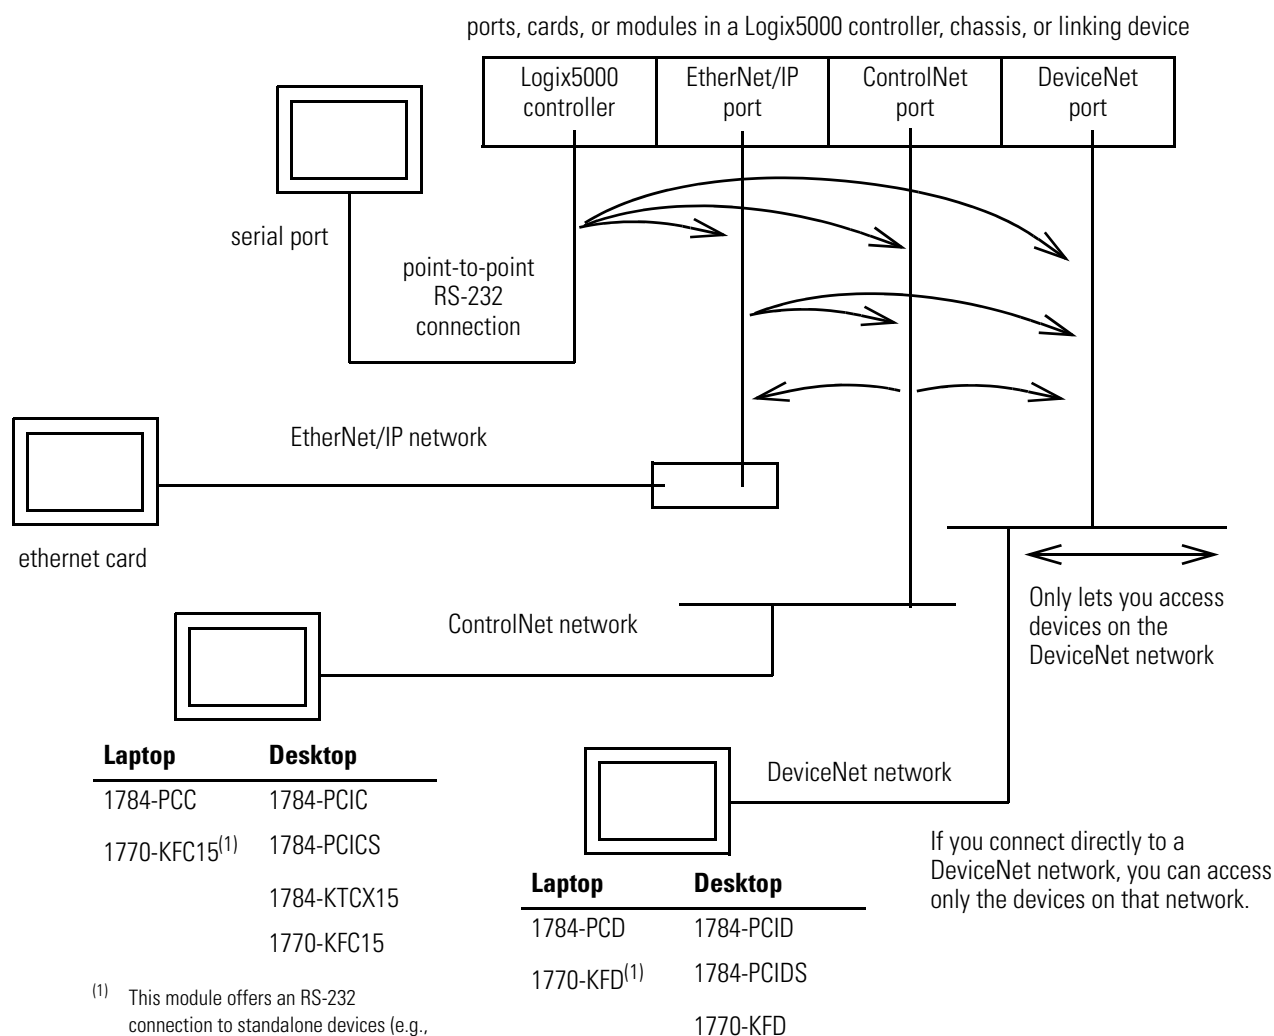 ports, cards, or modules in a Logix5000 controller, chassis, or linking device
Logix5000
controller
EtherNet/IP
port
ControlNet
port
DeviceNet
port
serial port
point-to-point
RS-232
connection
EtherNet/IP network
ethernet card
Only lets you access
devices on the
DeviceNet network
ControlNet network
Laptop Desktop
1784-PCC 1784-PCIC
1770-KFC15(1) 1784-PCICS
1784-KTCX15
1770-KFC15
(1) This module offers an RS-232
connection to standalone devices (e.g.,
DeviceNet network
If you connect directly to a
DeviceNet network, you can access
only the devices on that network.
Laptop Desktop
1784-PCD 1784-PCID
1770-KFD(1) 1784-PCIDS
1770-KFD